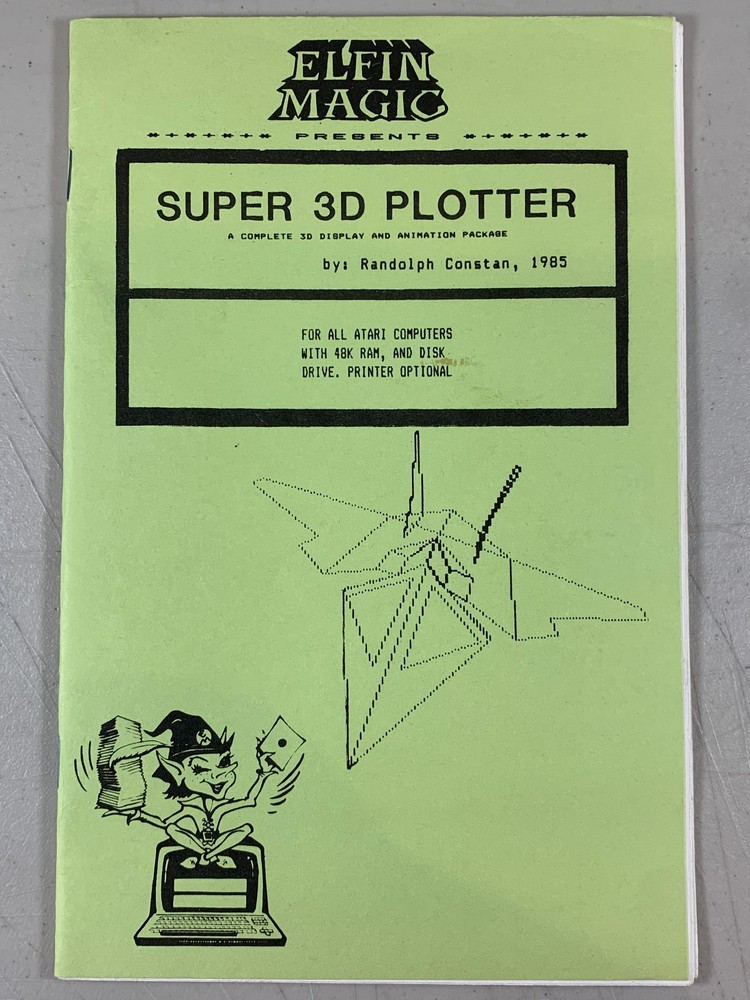 ELFIN
MAGIC
PRESENTS
SUPER 3D PLOTTER
A COMPLETE 3D DISPLAY AND ANIMATION PACKAGE
by: Randolph Constan, 1985
FOR ALL ATARI COMPUTERS
WITH 48K RAM, AND DISK
DRIVE. PRINTER OPTIONAL